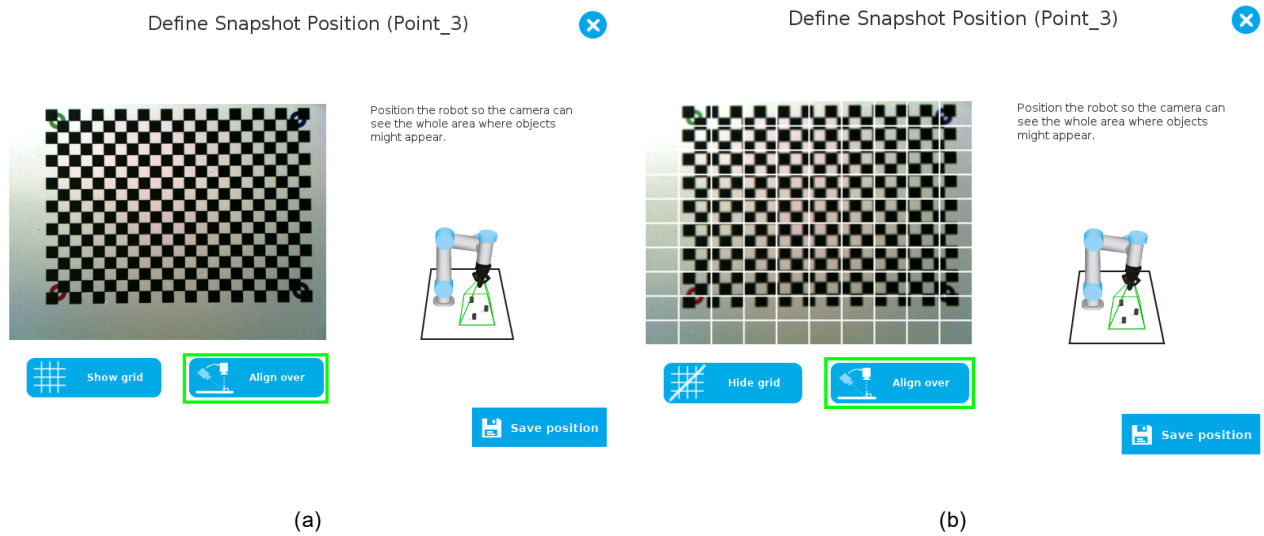 Define Snapshot Position (Point_3)
Position the robot so the camera can
see the whole area where objects
might appear.
Show grid
Align over
Save position
(a)
Define Snapshot Position (Point_3)
Position the robot so the camera can
see the whole area where objects
might appear.
Hide grid
Align over
Save position
(b)